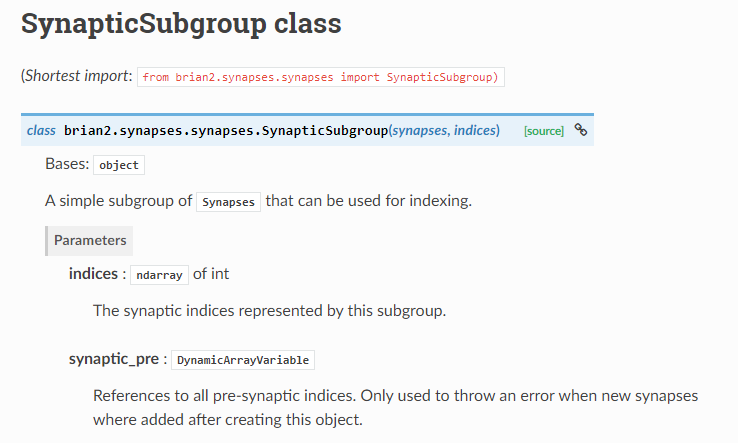 SynapticSubgroup class
(Shortest import: from brian2.synapses.synapses import SynapticSubgroup)
class brian2.synapses.synapses.SynapticSubgroup(synapses, indices) [source]
Bases: object
A simple subgroup of Synapses that can be used for indexing.
Parameters
indices : ndarray of int
The synaptic indices represented by this subgroup.
synaptic_pre : DynamicArrayVariable
References to all pre-synaptic indices. Only used to throw an error when new synapses
where added after creating this object.